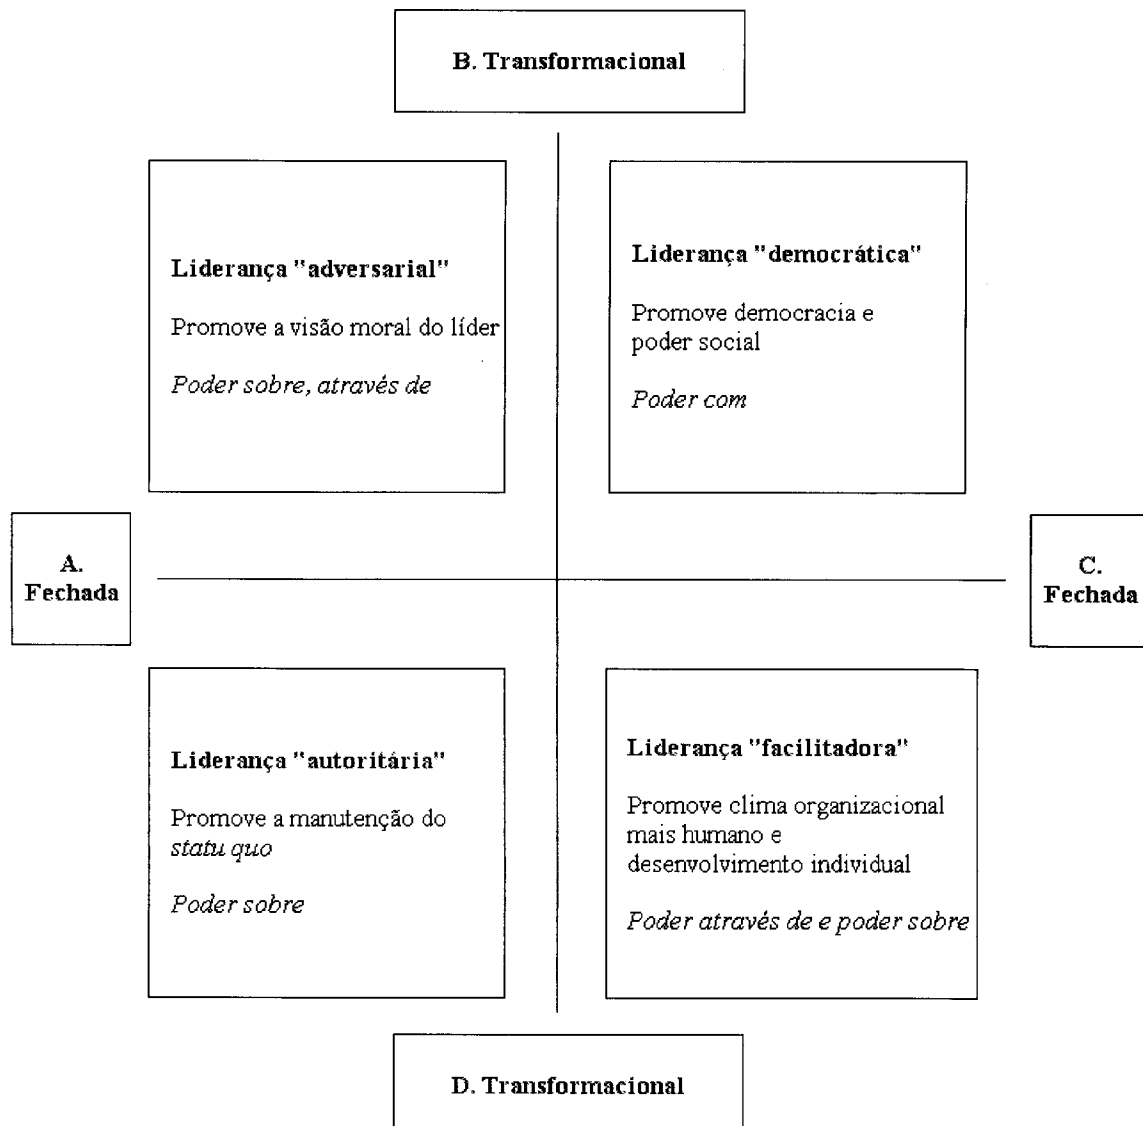 B. Transformacional
Liderança "adversarial"
Promove a visão moral do líder
Poder sobre, através de
Liderança "democrática"
Promove democracia e
poder social
Poder com
A.
Fechada
C.
Fechada
Liderança "autoritária"
Promove a manutenção do
statu quo
Poder sobre
Liderança "facilitadora"
Promove clima organizacional
mais humano e
desenvolvimento individual
Poder através de e poder sobre
D. Transformacional